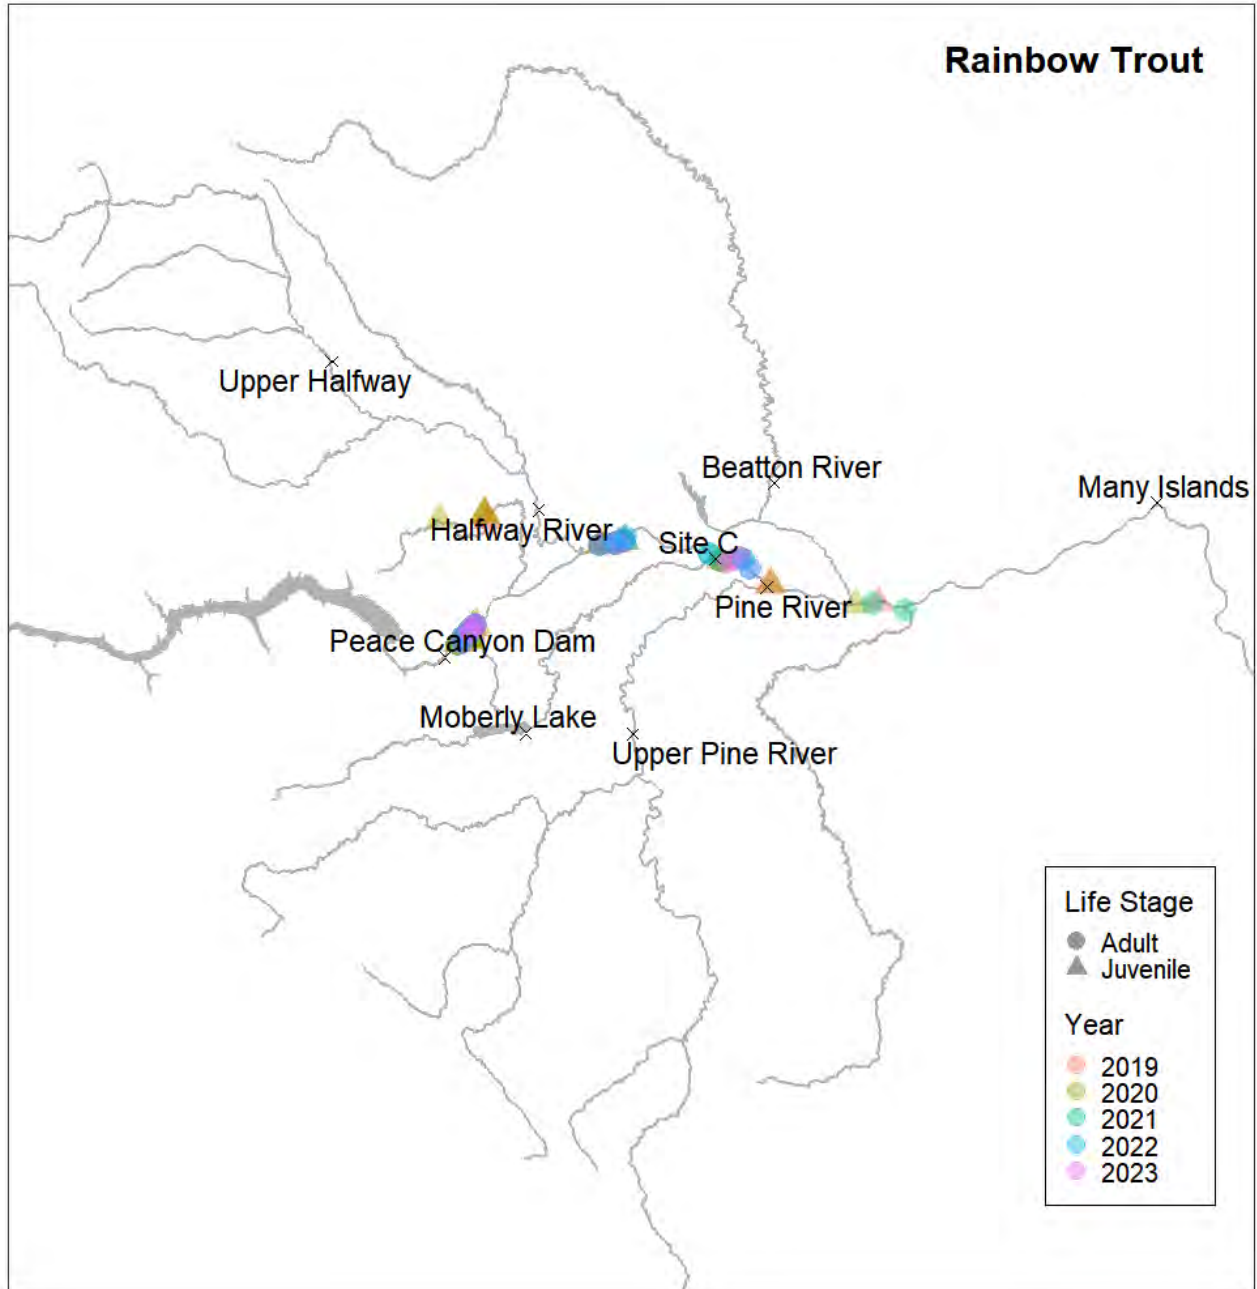 Rainbow Trout
Upper Halfway
Beatton River
Many Islands
Halfway River
Site C
Pine River
Peace Canyon Dam
Moberly Lake
Upper Pine River
Life Stage
Adult
Juvenile
Year
2019
2020
2021
2022
2023